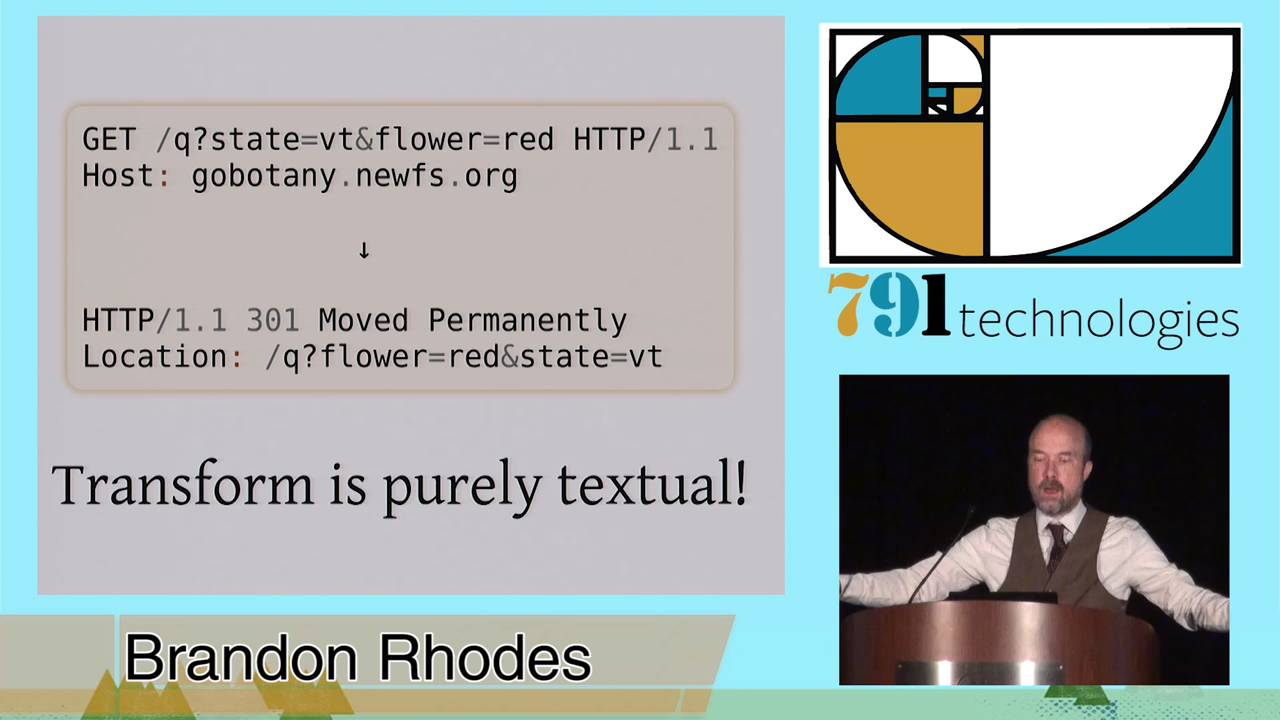 GET /q?state=vt&flower=red HTTP/1.1
Host: gobotany.newfs.org
↓
HTTP/1.1 301 Moved Permanently
Location: /q?flower=red&state=vt
Transform is purely textual!
791 technologies
Brandon Rhodes